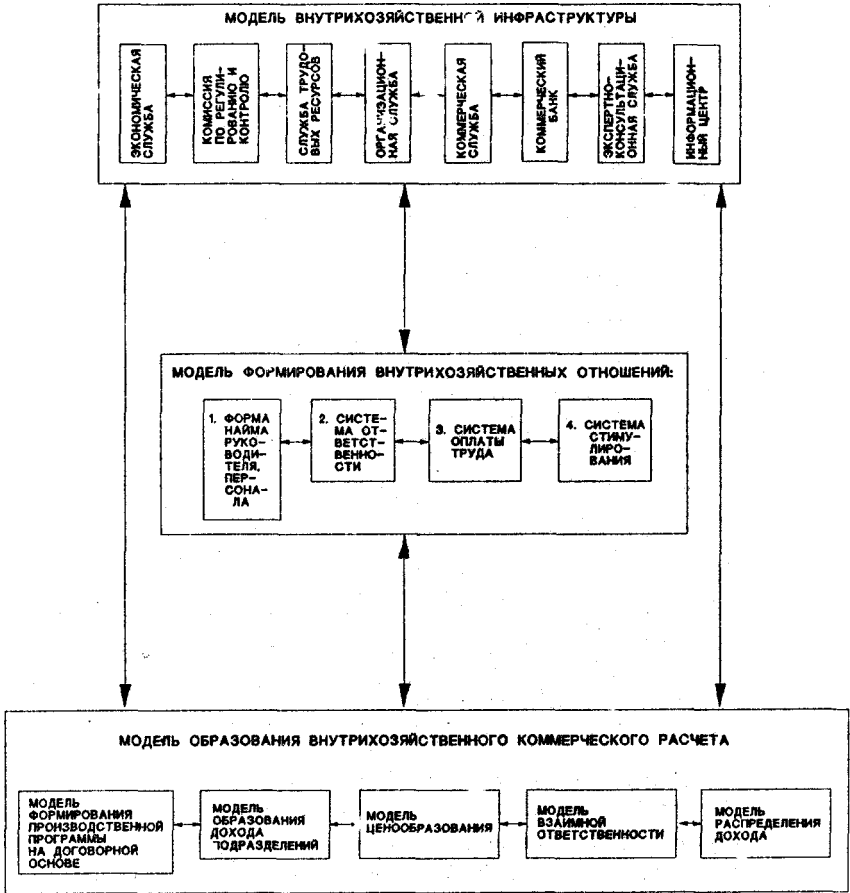 МОДЕЛЬ ВНУТРИХОЗЯЙСТВЕННОЙ ИНФРАСТРУКТУРЫ
ЭКОНОМИЧЕСКАЯ
СЛУЖБА
КОМИССИЯ
ПО РЕГУЛИ-
РОВАНИЮ И
КОНТРОЛЮ
СЛУЖБА ТРУДО-
ВЫХ РЕСУРСОВ
ОРГАНИЗАЦИОН-
НАЯ СЛУЖБА
КОММЕРЧЕСКАЯ
СЛУЖБА
КОММЕРЧЕСКИЙ
БАНК
ЭКСПЕРТНО-
КОНСУЛЬТАЦИ-
ОННАЯ СЛУЖБА
ИНФОРМАЦИОН-
НЫЙ ЦЕНТР
МОДЕЛЬ ФОРМИРОВАНИЯ ВНУТРИХОЗЯЙСТВЕННЫХ ОТНОШЕНИЙ:
1. ФОРМА
НАЙМА
РУКО-
ВОДИ-
ТЕЛЯ,
ПЕР-
СОНА-
ЛА
2. СИСТЕ-
МА ОТ-
ВЕТСТ-
ВЕННО-
СТИ
3. СИСТЕМА
ОПЛАТЫ
ТРУДА
4. СИСТЕМА
СТИМУ-
ЛИРО-
ВАНИЯ
МОДЕЛЬ ОБРАЗОВАНИЯ ВНУТРИХОЗЯЙСТВЕННОГО КОММЕРЧЕСКОГО РАСЧЕТА
МОДЕЛЬ
ФОРМИРОВАНИЯ
ПРОИЗВОДСТВЕННОЙ
ПРОГРАММЫ
НА ДОГОВОРНОЙ
ОСНОВЕ
МОДЕЛЬ
ОБРАЗОВАНИЯ
ДОХОДА
ПОДРАЗДЕЛЕНИЙ
МОДЕЛЬ
ЦЕНООБРАЗОВАНИЯ
МОДЕЛЬ
ВЗАИМНОЙ
ОТВЕТСТВЕННОСТИ
МОДЕЛЬ
РАСПРЕДЕЛЕНИЯ
ДОХОДА